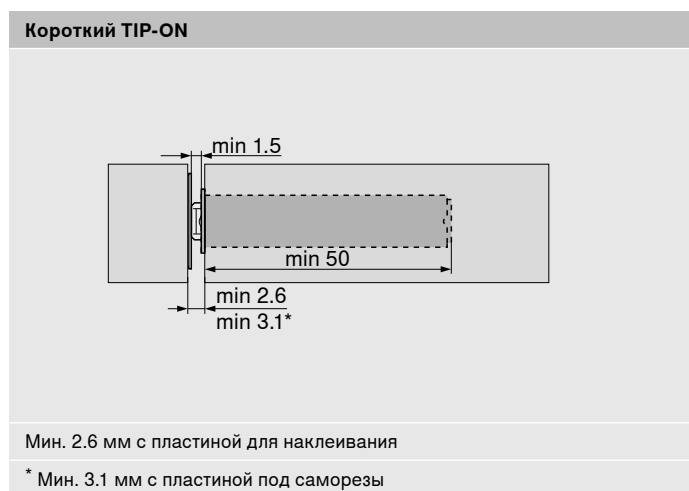 Короткий TIP-ON
min 1.5
min 50
min 2.6
min 3.1*
Мин. 2.6 мм с пластиной для наклеивания
* Мин. 3.1 мм с пластиной под саморезы